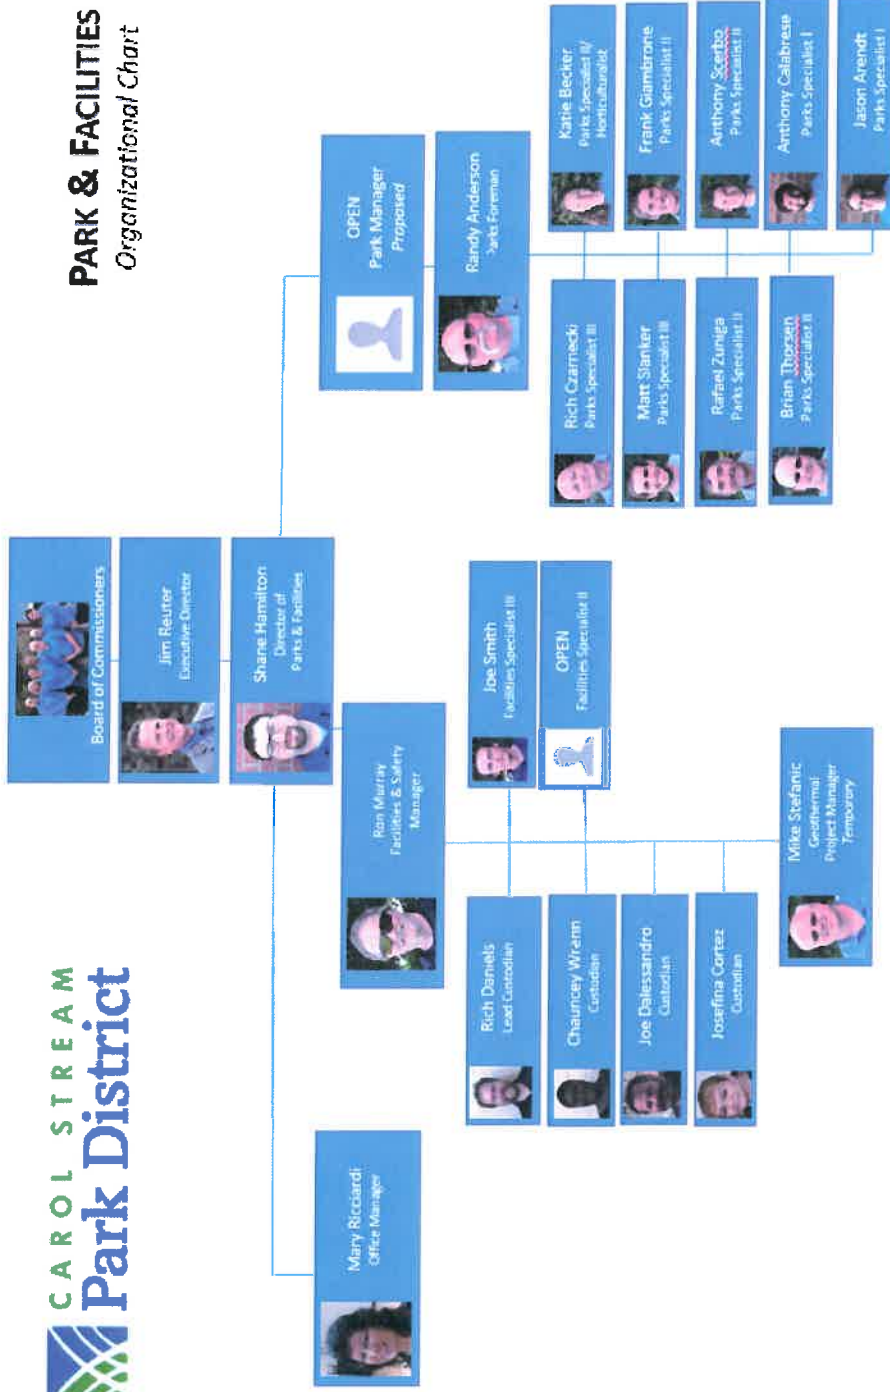 CAROL STREAM
Park District
PARK & FACILITIES
Organizational Chart
Board of Commissioners
Jim Reuter
Executive Director
Shane Hamilton
Director of
Parks & Facilities
Mary Ricciardi
Office Manager
Ron Murray
Facilities & Safety
Manager
OPEN
Park Manager
Proposed
Randy Anderson
Parks Foreman
Rich Daniels
Lead Custodian
Joe Smith
Facilities Specialist III
Chauncey Wrann
Custodian
OPEN
Facilities Specialist II
Joe Dalessandro
Custodian
Josefina Cortez
Custodian
Mike Stefanic
Geothermal
Project Manager
Temporary
Rich Czarnecki
Parks Specialist III
Katie Becker
Parks Specialist II/
Horticulturalist
Matt Slanker
Parks Specialist III
Frank Giambrone
Parks Specialist II
Rafael Zuniga
Parks Specialist II
Anthony Scerbo
Parks Specialist II
Brian Thorsen
Parks Specialist II
Anthony Calabrese
Parks Specialist I
Jason Arendt
Parks Specialist I